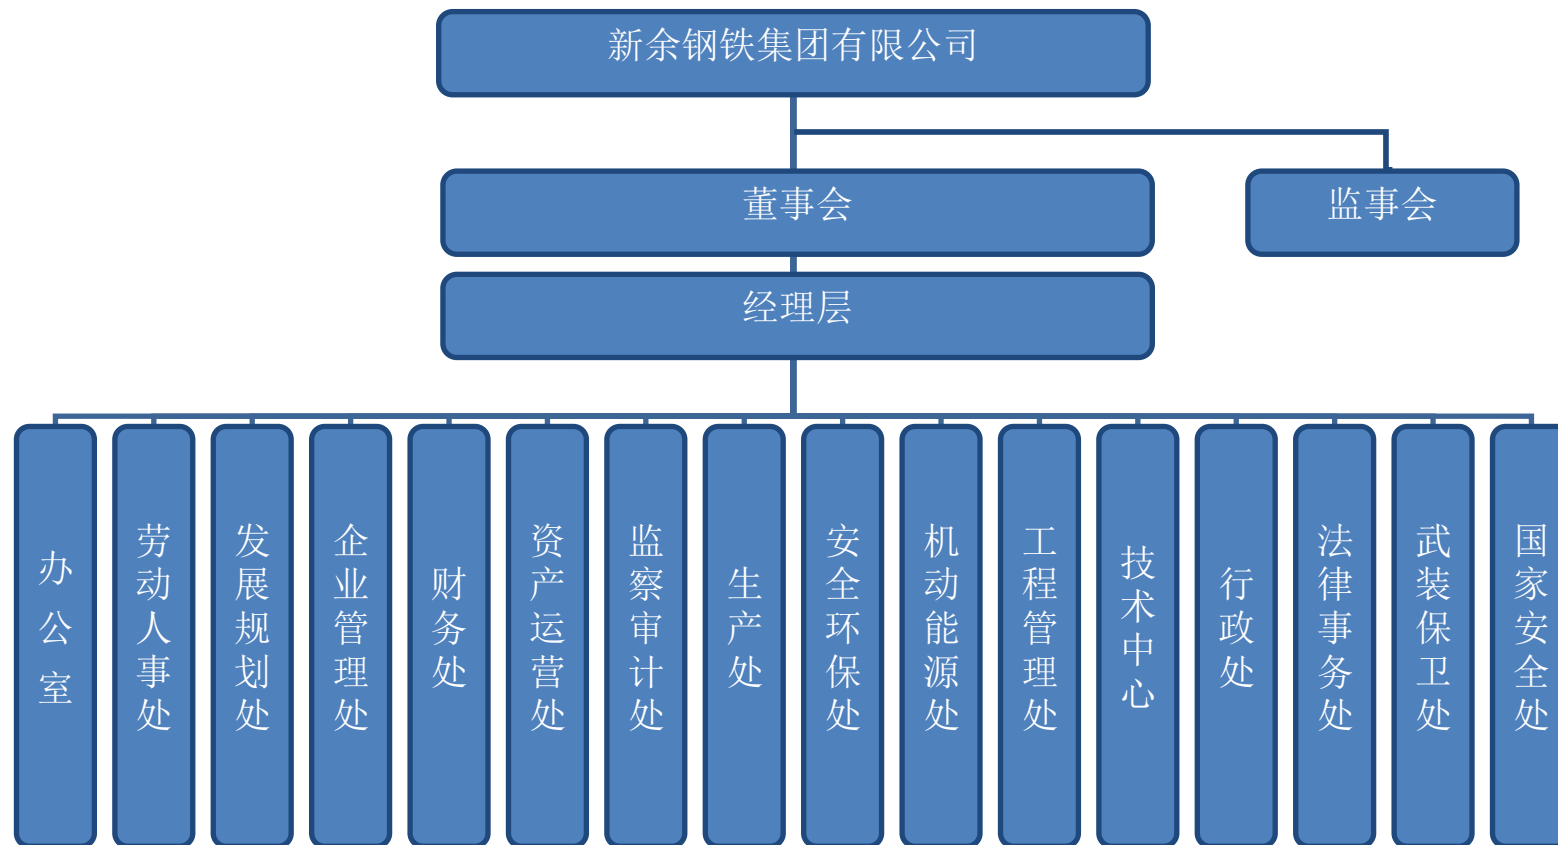 新余钢铁集团有限公司
董事会
监事会
经理层
办公室
劳动人事处
发展规划处
企业管理处
财务处
资产运营处
监察审计处
生产处
安全环保处
机动能源处
工程管理处
技术中心
行政处
法律事务处
武装保卫处
国家安全处